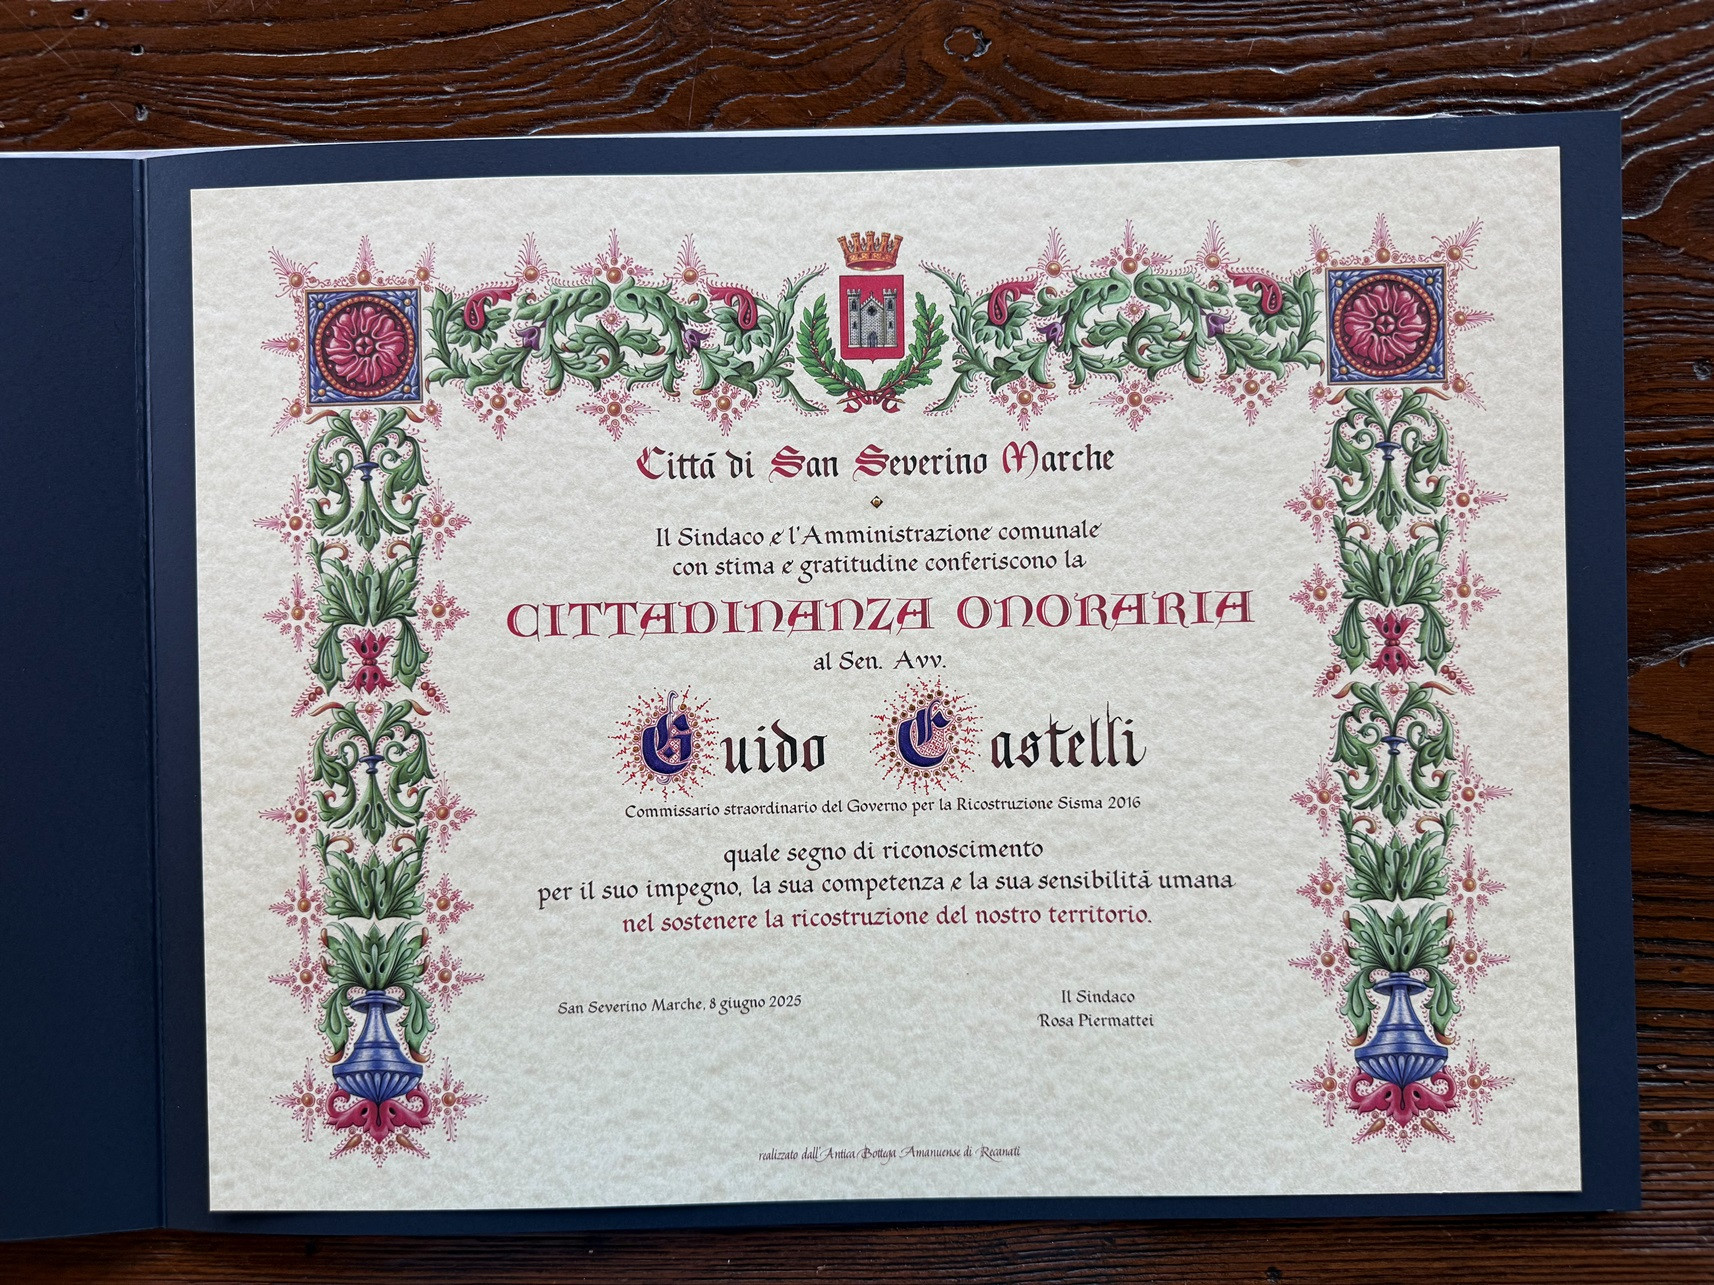 Città di San Severino Marche
Il Sindaco e l'Amministrazione comunale
con stima e gratitudine conferiscono la
CITTADINANZA ONORARIA
al Sen. Avv.
Guido Castelli
Commissario straordinario del Governo per la Ricostruzione Sisma 2016
quale segno di riconoscimento
per il suo impegno, la sua competenza e la sua sensibilità umana
nel sostenere la ricostruzione del nostro territorio.
San Severino Marche, 8 giugno 2025
Il Sindaco
Rosa Piermattei
realizzato dall'Antica Bottega Amanuense di Recanati